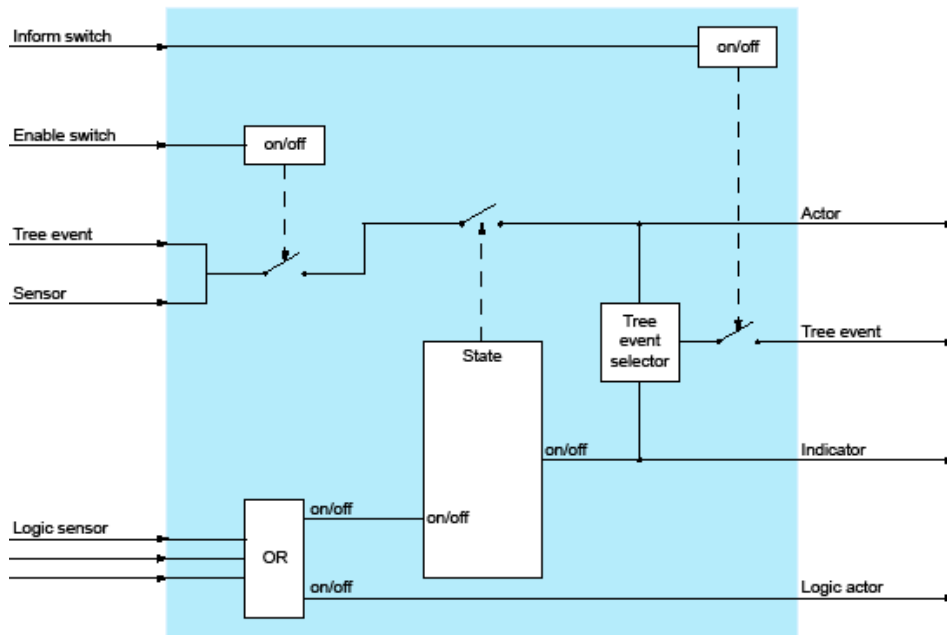 Inform switch
on/off
Enable switch
on/off
Actor
Tree event
Sensor
Tree
event
selector
Tree event
State
on/off
Indicator
on/off
on/off
Logic sensor
OR
on/off
Logic actor